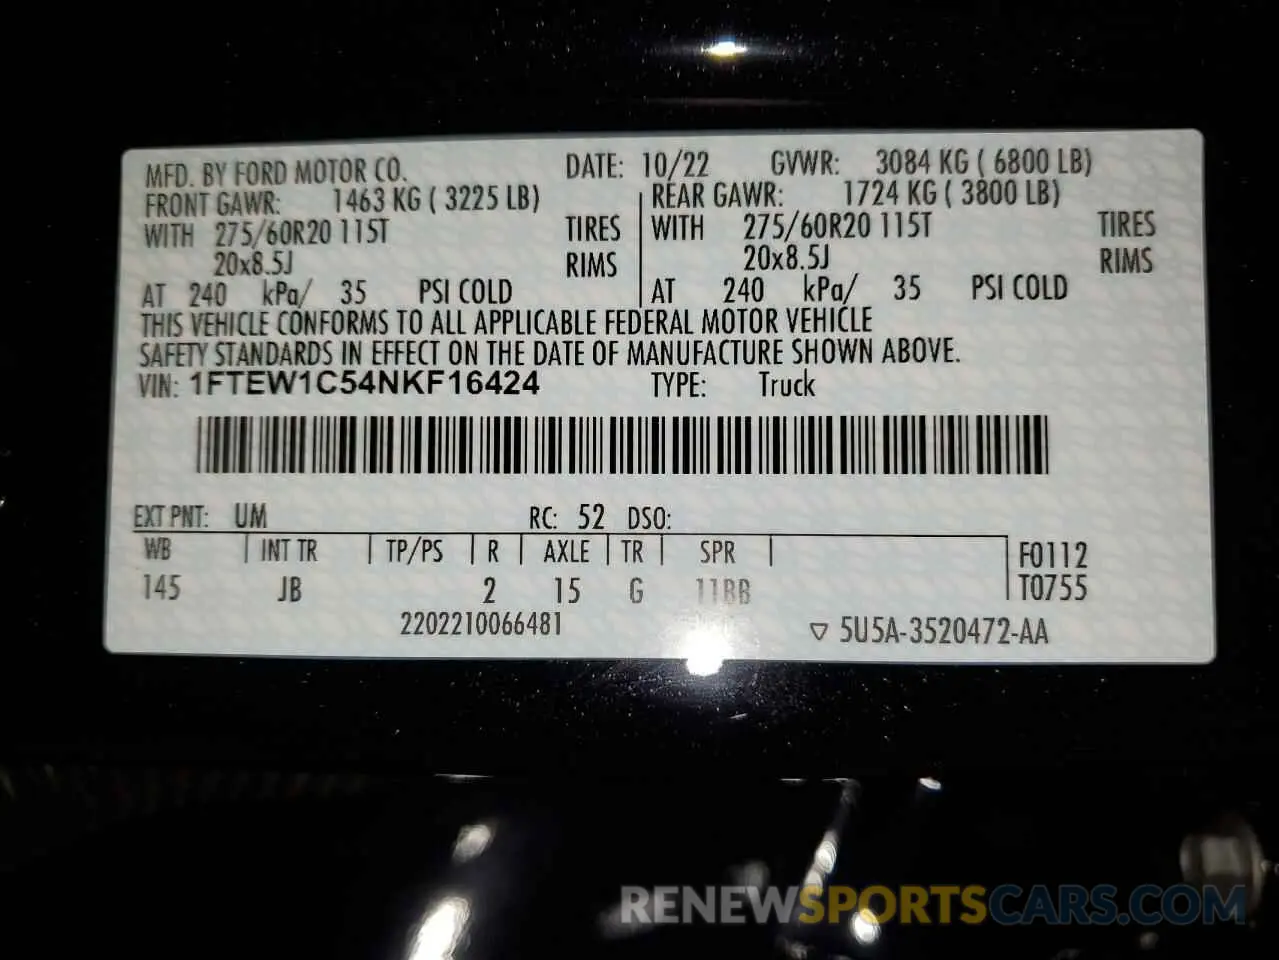 MFD. BY FORD MOTOR CO. DATE: 10/22 GVWR: 3084 KG ( 6800 LB)
FRONT GAWR: 1463 KG ( 3225 LB) REAR GAWR: 1724 KG ( 3800 LB)
WITH 275/60R20 115T TIRES WITH 275/60R20 115T TIRES
20x8.5J RIMS 20x8.5J RIMS
AT 240 kPa/ 35 PSI COLD AT 240 kPa/ 35 PSI COLD
THIS VEHICLE CONFORMS TO ALL APPLICABLE FEDERAL MOTOR VEHICLE
SAFETY STANDARDS IN EFFECT ON THE DATE OF MANUFACTURE SHOWN ABOVE.
VIN: 1FTEW1C54NKF16424 TYPE: Truck
EXT PNT: UM RC: 52 DSO:
WB INT TR TP/PS R AXLE TR SPR F0112
145 JB 2 15 G 11BB T0755
2202210066481 ▽ 5U5A-3520472-AA
RENEWSPORTSCARS.COM